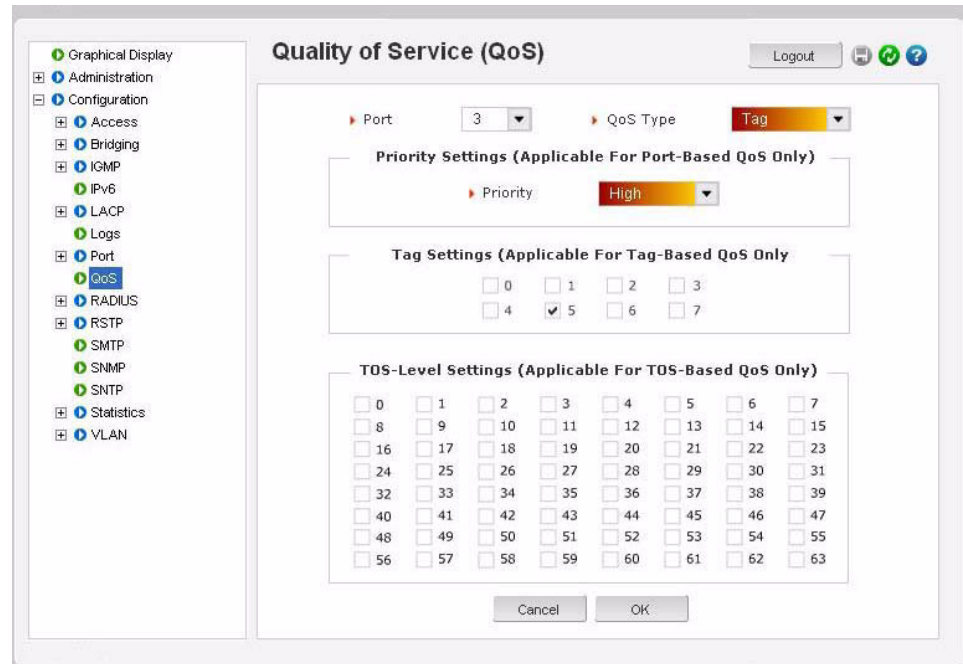 Quality of Service (QoS)
Logout
Graphical Display
Administration
Configuration
Access
Bridging
IGMP
IPv6
LACP
Logs
Port
QoS
RADIUS
RSTP
SMTP
SNMP
SNTP
Statistics
VLAN
Port 3 QoS Type Tag
Priority Settings (Applicable For Port-Based QoS Only)
Priority High
Tag Settings (Applicable For Tag-Based QoS Only
0 1 2 3
4 5 6 7
TOS-Level Settings (Applicable For TOS-Based QoS Only)
0 1 2 3 4 5 6 7
8 9 10 11 12 13 14 15
16 17 18 19 20 21 22 23
24 25 26 27 28 29 30 31
32 33 34 35 36 37 38 39
40 41 42 43 44 45 46 47
48 49 50 51 52 53 54 55
56 57 58 59 60 61 62 63
Cancel OK